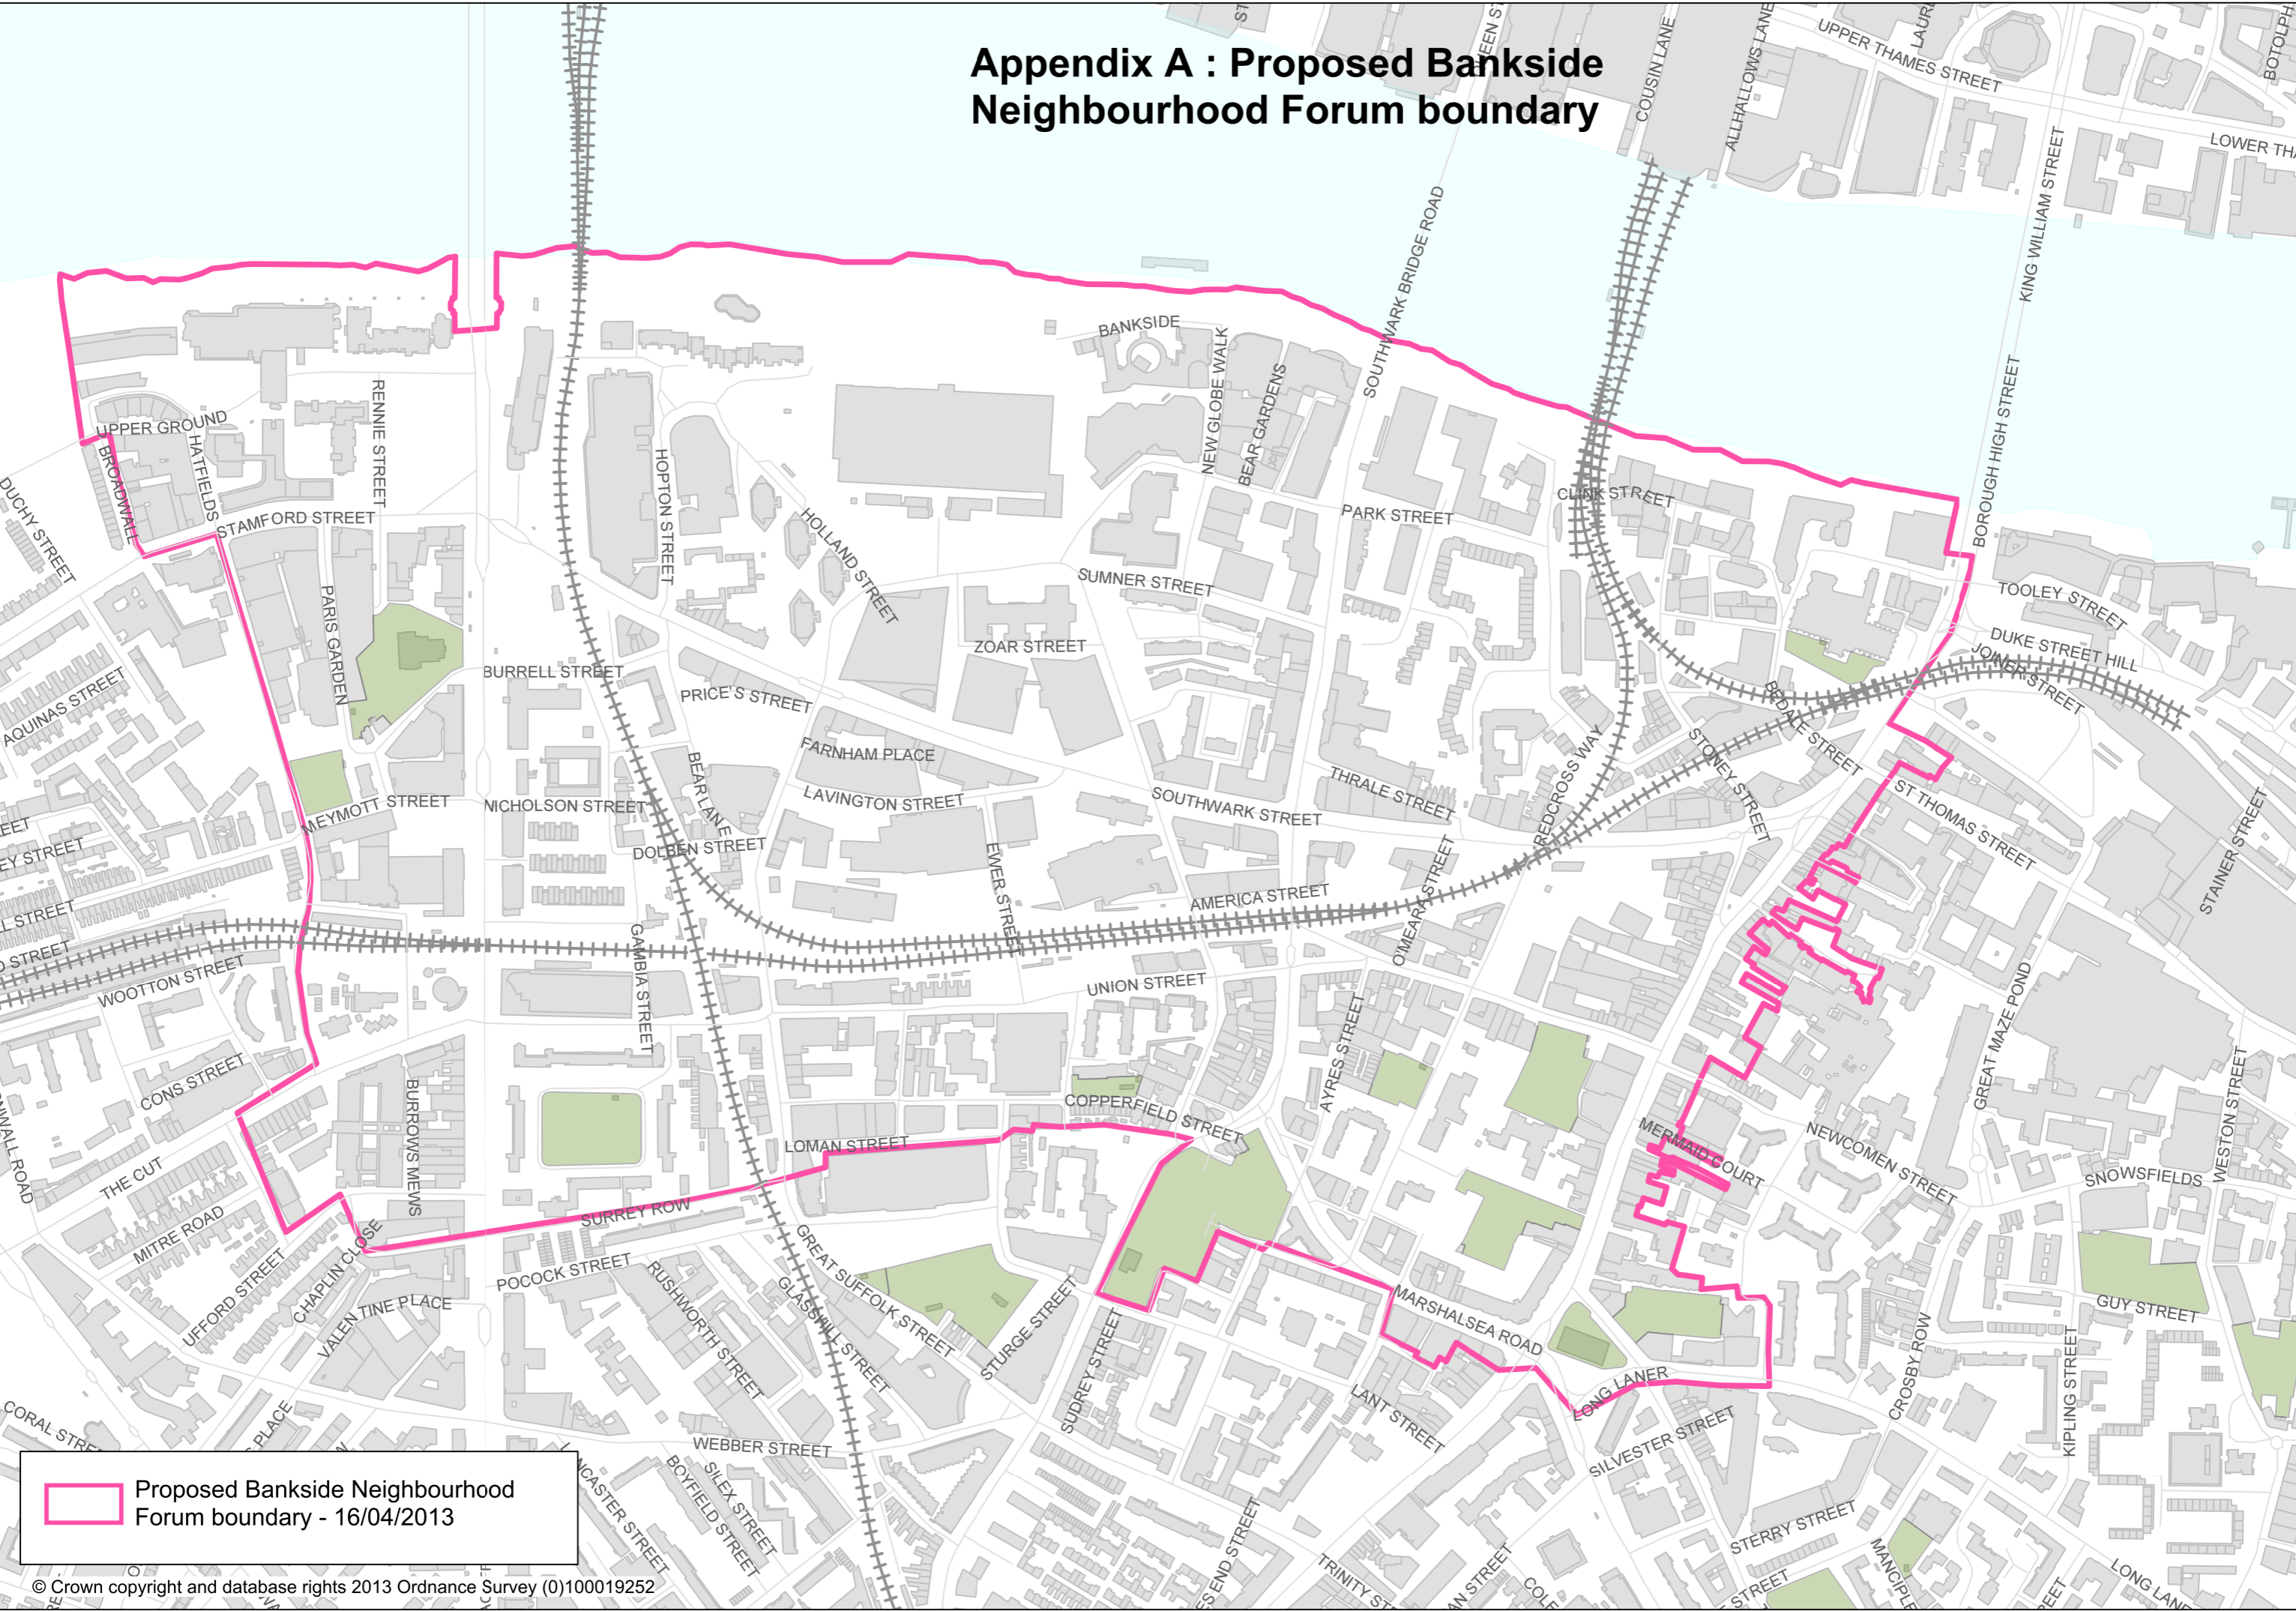 Appendix A : Proposed Bankside
Neighbourhood Forum boundary
COUSIN LANE
ALLHALLOWS LANE
UPPER THAMES STREET
KING WILLIAM STREET
SOUTHWARK BRIDGE ROAD
BOROUGH HIGH STREET
BANKSIDE
NEW GLOBE WALK
BEAR GARDENS
UPPER GROUND
BROADWALL
HATFIELDS
RENNIE STREET
STAMFORD STREET
DUCHY STREET
HOPTON STREET
HOLLAND STREET
PARK STREET
CLINK STREET
SUMNER STREET
ZOAR STREET
TOOLEY STREET
DUKE STREET HILL
JOINER STREET
PARIS GARDEN
AQUINAS STREET
BURRELL STREET
PRICE'S STREET
FARNHAM PLACE
LAVINGTON STREET
BEAR LANE
MEYMOTT STREET
NICHOLSON STREET
DOLBEN STREET
SOUTHWARK STREET
THRALE STREET
REDCROSS WAY
STONEY STREET
BEDALE STREET
ST THOMAS STREET
STAINER STREET
EWER STREET
AMERICA STREET
O'MEARA STREET
GAMBIA STREET
UNION STREET
AYRES STREET
WOOTTON STREET
CONS STREET
THE CUT
MITRE ROAD
UFFORD STREET
BURROWS MEWS
CHAPLIN CLOSE
VALENTINE PLACE
COPPERFIELD STREET
LOMAN STREET
SURREY ROW
POCOCK STREET
RUSHWORTH STREET
GREAT SUFFOLK STREET
GLASSHILL STREET
STURGE STREET
SUDREY STREET
MARSHALSEA ROAD
LANT STREET
LONG LANER
SILVESTER STREET
MERMAID COURT
NEWCOMEN STREET
GREAT MAZE POND
SNOWSFIELDS
WESTON STREET
GUY STREET
CROSBY ROW
KIPLING STREET
STERRY STREET
LONG LANE
WEBBER STREET
BOYFIELD STREET
SILEX STREET
Proposed Bankside Neighbourhood
Forum boundary - 16/04/2013
© Crown copyright and database rights 2013 Ordnance Survey (0)100019252